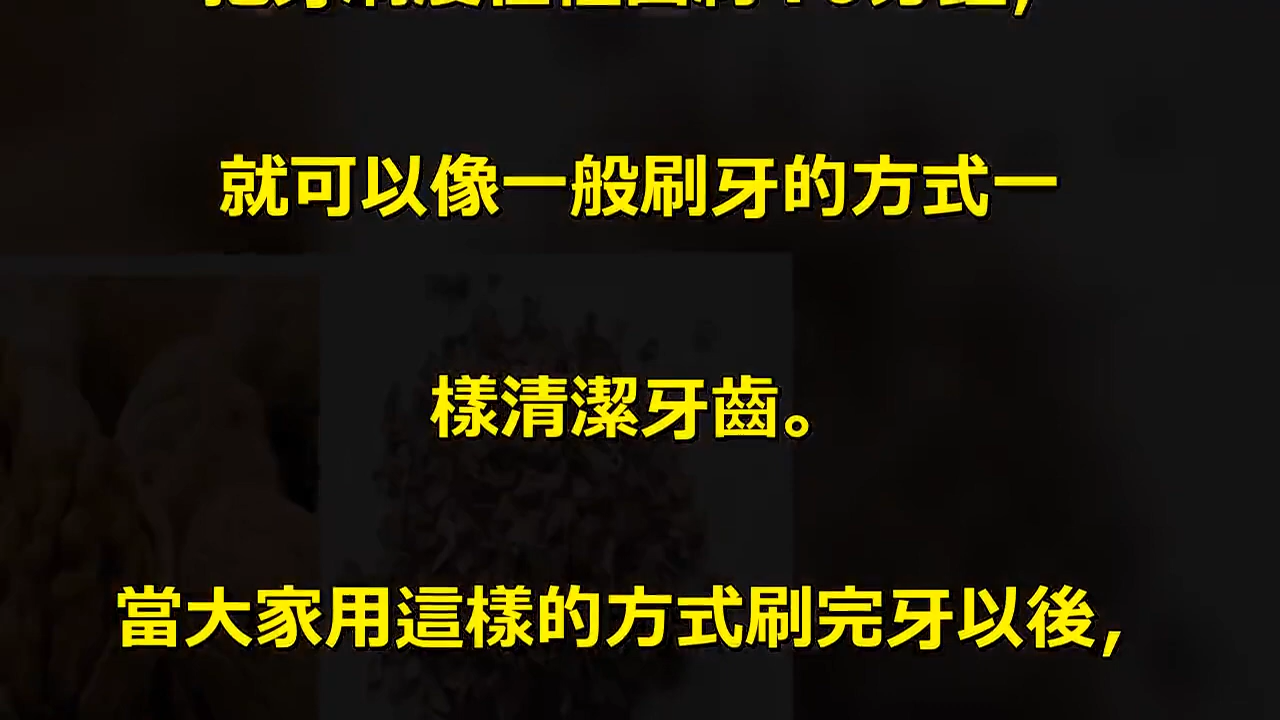 就可以像一般刷牙的方式一
樣清潔牙齒。
當大家用這樣的方式刷完牙以後,